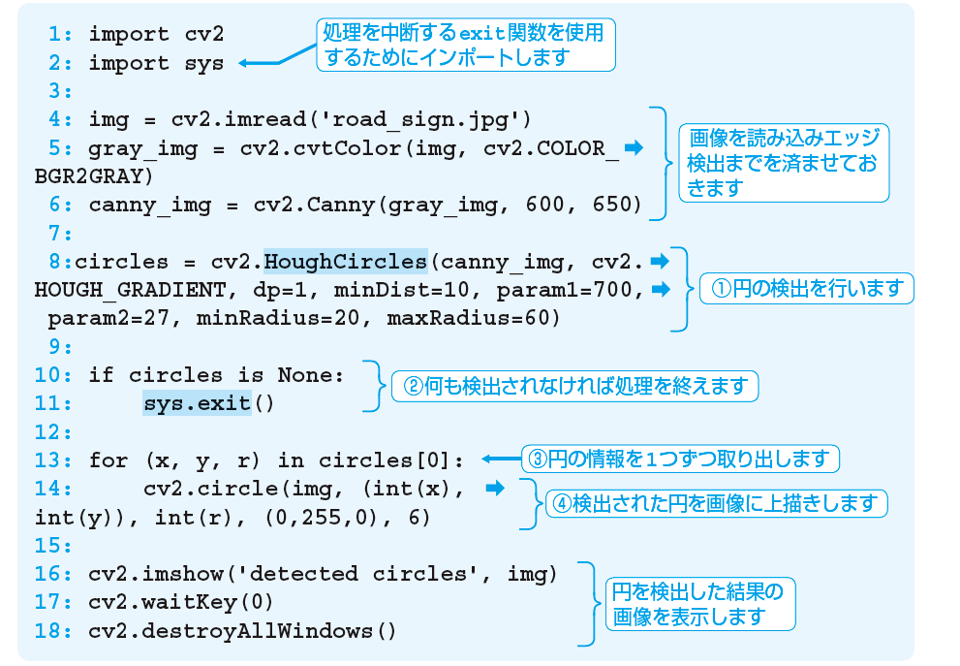 1: import cv2
処理を中断するexit関数を使用
2: import sys
するためにインポートします
3:
4: img = cv2.imread('road_sign.jpg')
5: gray_img = cv2.cvtColor(img, cv2.COLOR_
BGR2GRAY)
6: canny_img = cv2.Canny(gray_img, 600, 650)
画像を読み込みエッジ
検出までを済ませてお
きます
7:
8:circles = cv2.HoughCircles(canny_img, cv2.
HOUGH_GRADIENT, dp=1, minDist=10, param1=700,
param2=27, minRadius=20, maxRadius=60)
①円の検出を行います
9:
10: if circles is None:
11: sys.exit()
②何も検出されなければ処理を終えます
12:
13: for (x, y, r) in circles[0]:
③円の情報を1つずつ取り出します
14: cv2.circle(img, (int(x),
int(y)), int(r), (0,255,0), 6)
④検出された円を画像に上描きします
15:
16: cv2.imshow('detected circles', img)
17: cv2.waitKey(0)
18: cv2.destroyAllWindows()
円を検出した結果の
画像を表示します